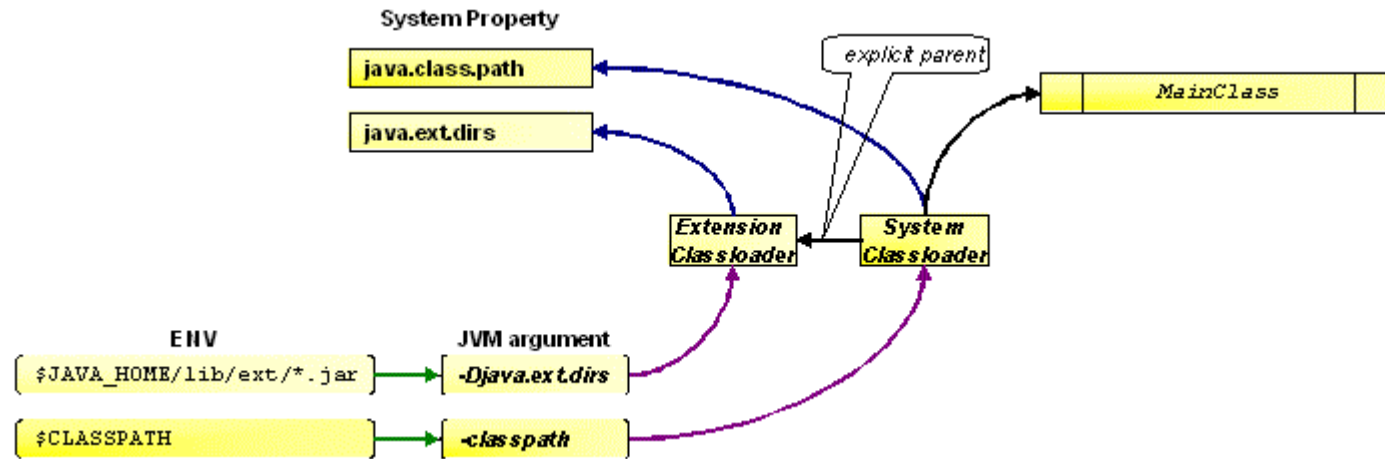 System Property
java.class.path
explicit parent
MainClass
java.ext.dirs
Extension
Classloader
System
Classloader
ENV
JVM argument
$JAVA_HOME/lib/ext/*.jar
-Djava.ext.dirs
$CLASSPATH
-classpath